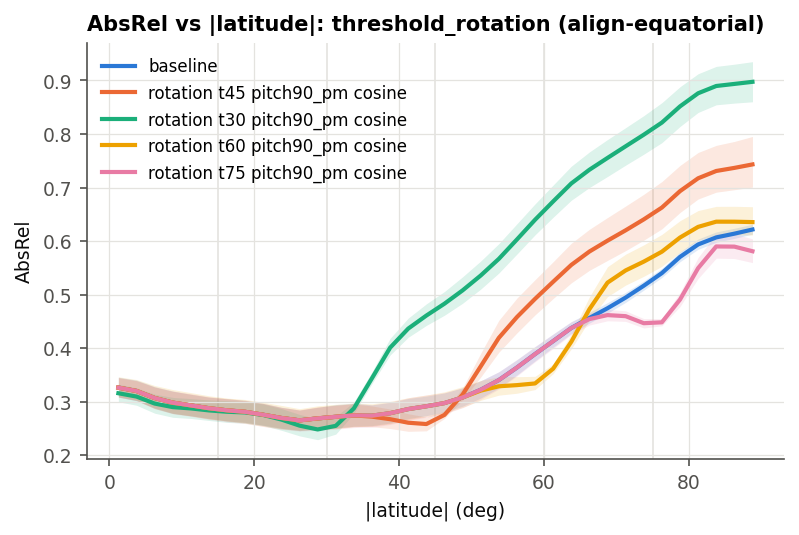 AbsRel vs |latitude|: threshold_rotation (align-equatorial)
baseline
rotation t45 pitch90_pm cosine
rotation t30 pitch90_pm cosine
rotation t60 pitch90_pm cosine
rotation t75 pitch90_pm cosine
AbsRel
0.9
0.8
0.7
0.6
0.5
0.4
0.3
0.2
0 20 40 60 80
|latitude| (deg)